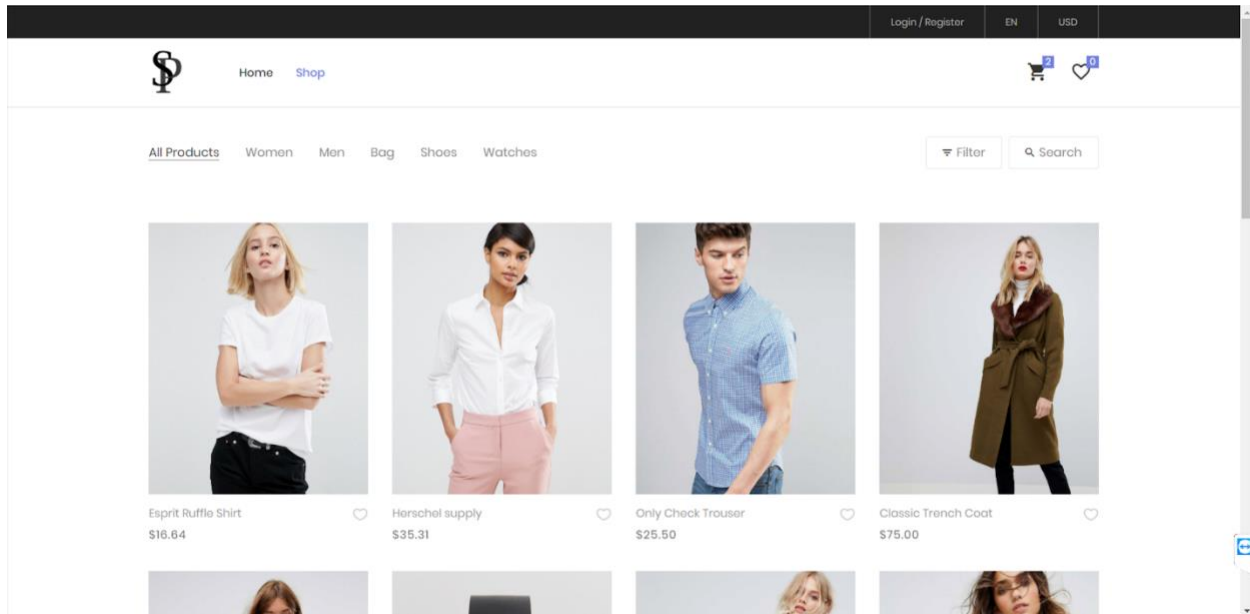 Login / Register EN USD
SP Home Shop 2 0
All Products Women Men Bag Shoes Watches Filter Search
Esprit Ruffle Shirt Herschel supply Only Check Trouser Classic Trench Coat
$16.64 $35.31 $25.50 $75.00